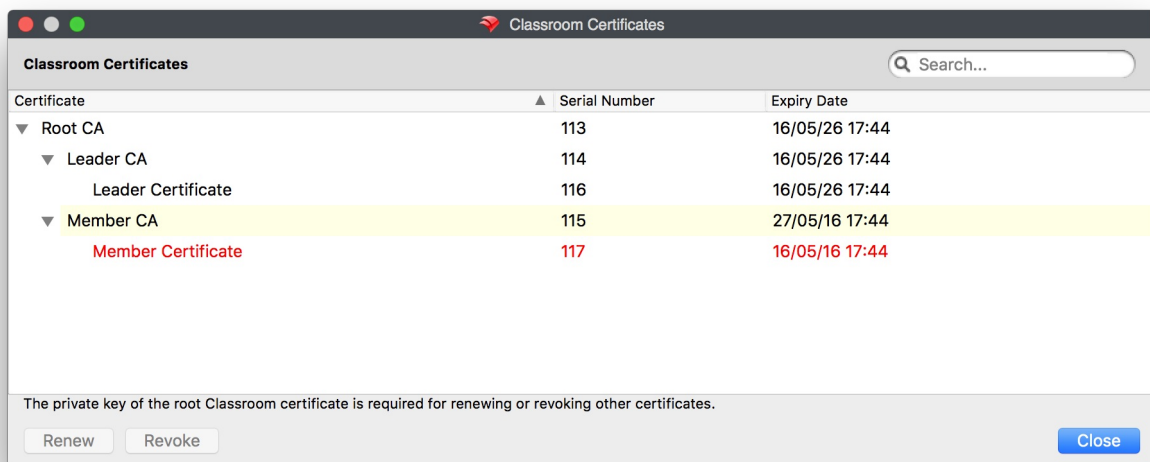 Classroom Certificates
Classroom Certificates Search...
Certificate Serial Number Expiry Date
Root CA 113 16/05/26 17:44
Leader CA 114 16/05/26 17:44
Leader Certificate 116 16/05/26 17:44
Member CA 115 27/05/16 17:44
Member Certificate 117 16/05/16 17:44
The private key of the root Classroom certificate is required for renewing or revoking other certificates.
Renew Revoke Close